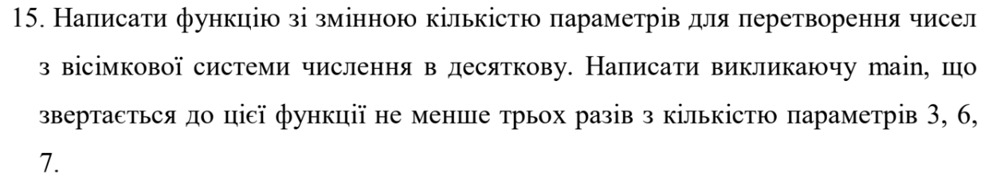 15. Написати функцію зі змінною кількістю параметрів для перетворення чисел
з вісімкової системи числення в десяткову. Написати викликаючу main, що
звертається до цієї функції не менше трьох разів з кількістю параметрів 3, 6,
7.